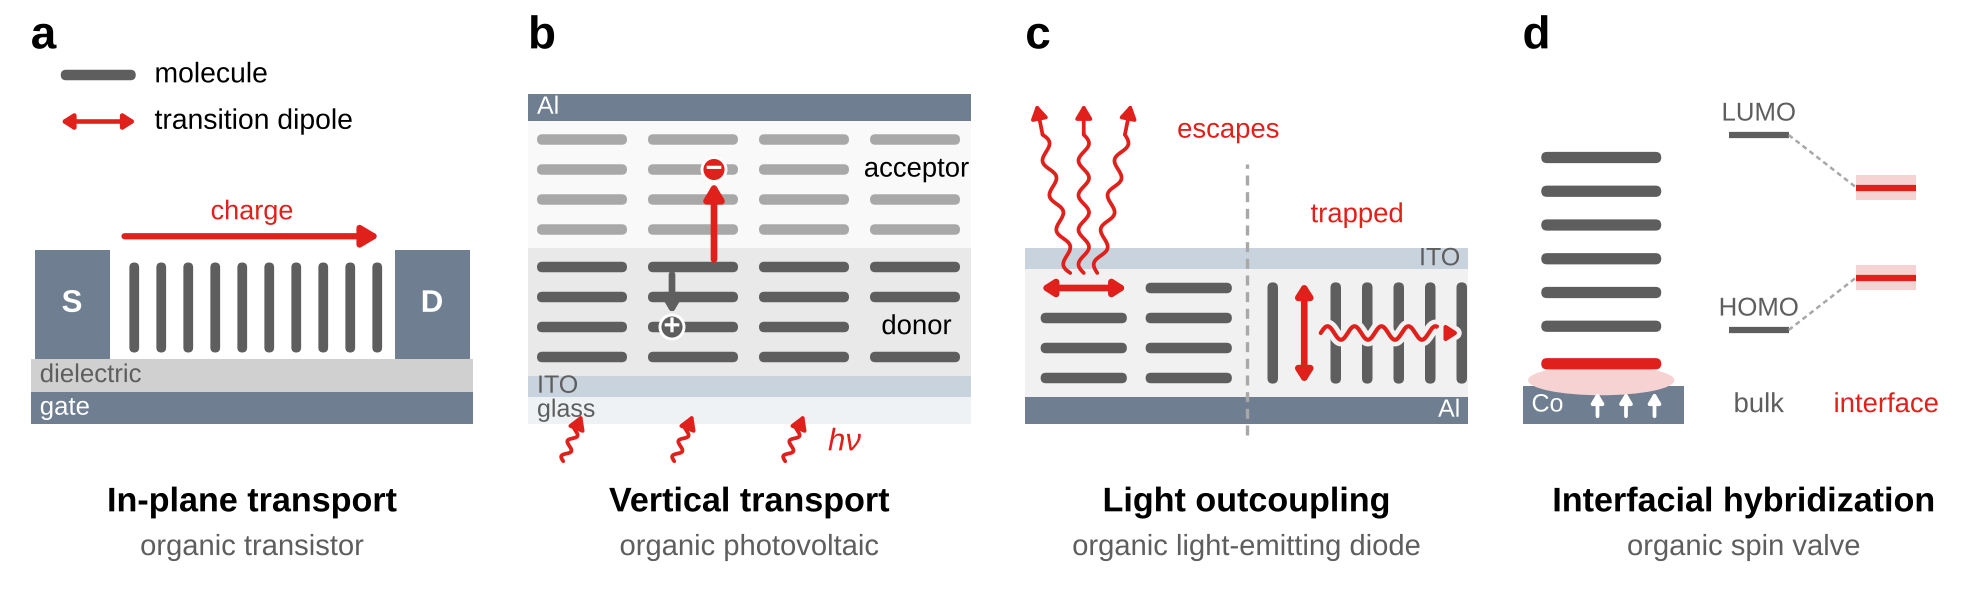 a
molecule
transition dipole
charge
S
D
dielectric
gate
In-plane transport
organic transistor
b
Al
acceptor
−
+
donor
ITO
glass
hν
Vertical transport
organic photovoltaic
c
escapes
trapped
ITO
Al
Light outcoupling
organic light-emitting diode
d
LUMO
HOMO
Co
bulk
interface
Interfacial hybridization
organic spin valve